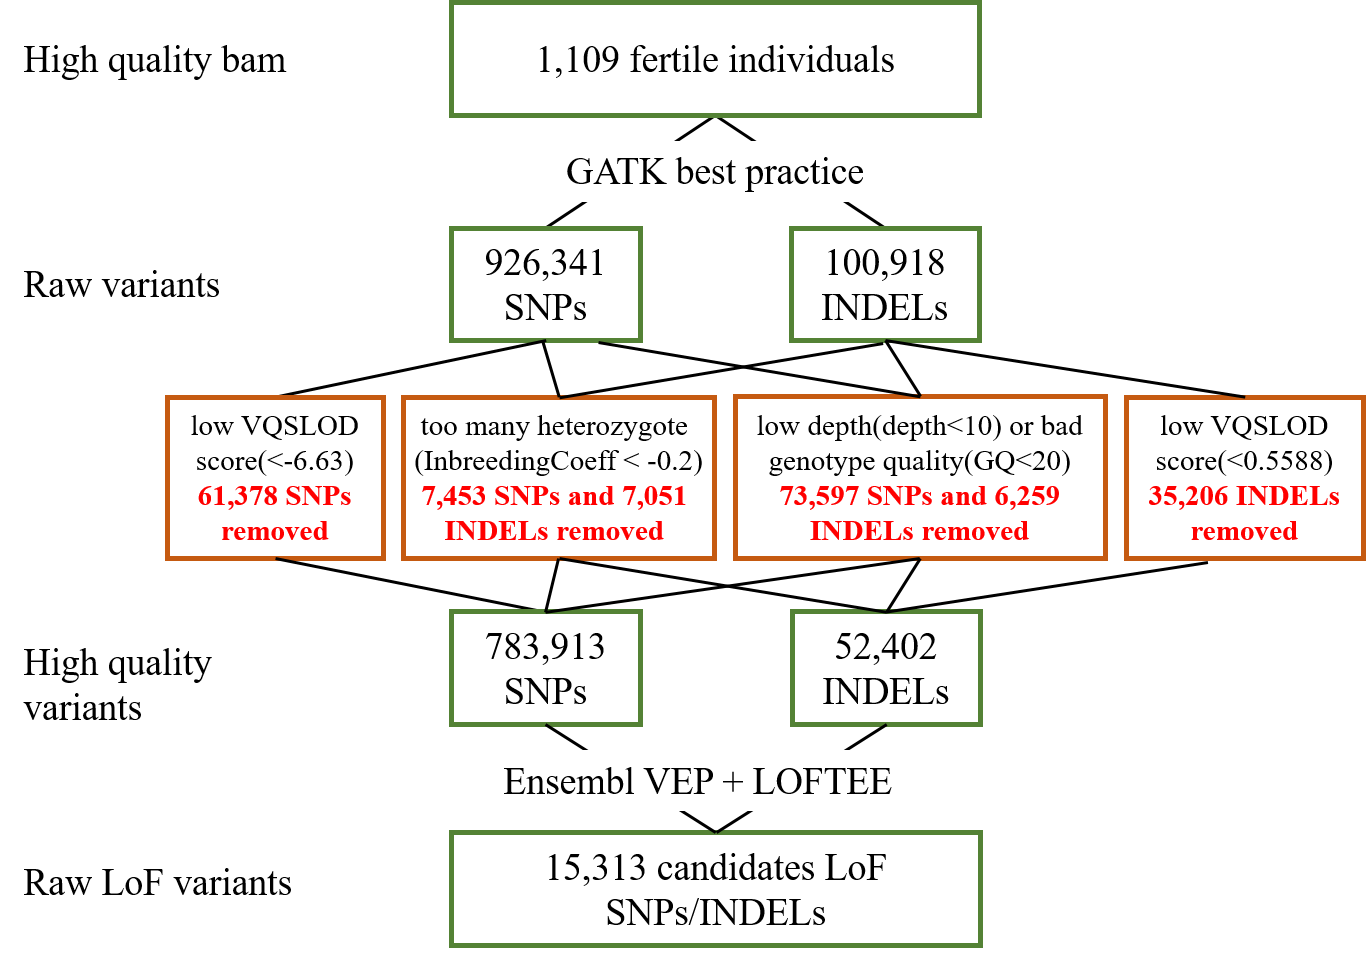 High quality bam
1,109 fertile individuals
GATK best practice
Raw variants
926,341
SNPs
100,918
INDELs
low VQSLOD
score(<-6.63)
61,378 SNPs
removed
too many heterozygote
(InbreedingCoeff < -0.2)
7,453 SNPs and 7,051
INDELs removed
low depth(depth<10) or bad
genotype quality(GQ<20)
73,597 SNPs and 6,259
INDELs removed
low VQSLOD
score(<0.5588)
35,206 INDELs
removed
High quality
variants
783,913
SNPs
52,402
INDELs
Ensembl VEP + LOFTEE
Raw LoF variants
15,313 candidates LoF
SNPs/INDELs